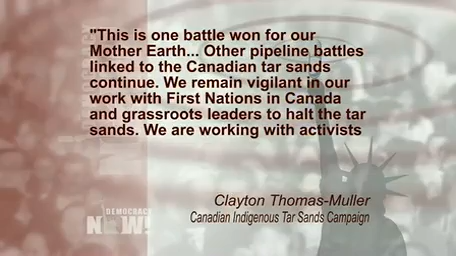 "This is one battle won for our
Mother Earth... Other pipeline battles
linked to the Canadian tar sands
continue. We remain vigilant in our
work with First Nations in Canada
and grassroots leaders to halt the tar
sands. We are working with activists
Clayton Thomas-Muller
Canadian Indigenous Tar Sands Campaign
DEMOCRACY
NOW!